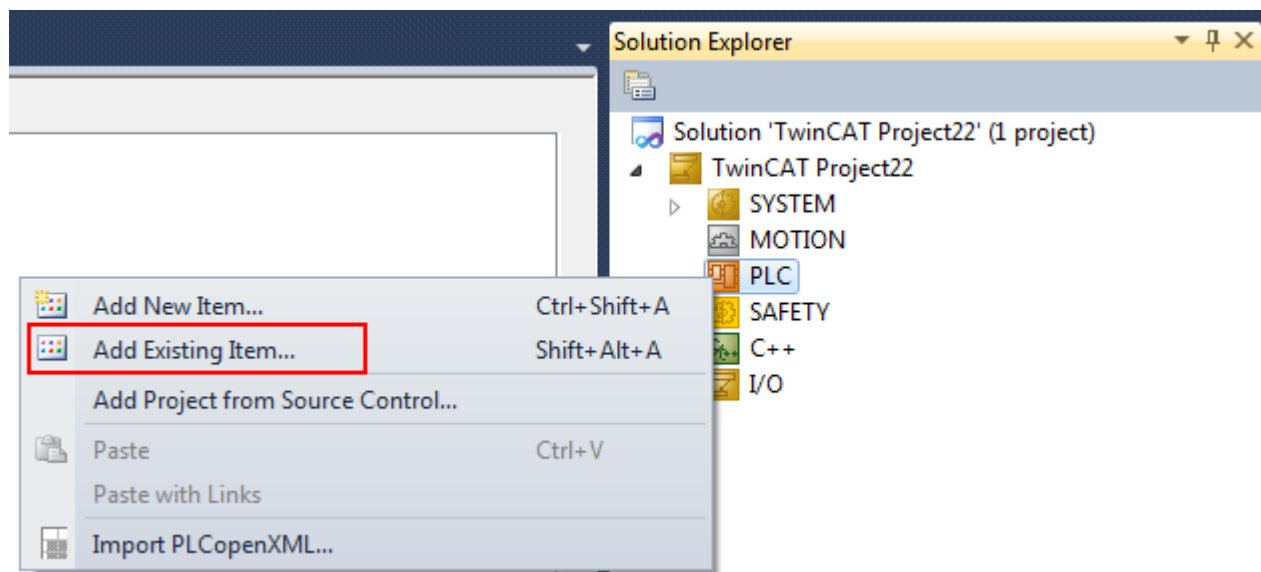 Solution Explorer
Solution 'TwinCAT Project22' (1 project)
TwinCAT Project22
SYSTEM
MOTION
PLC
SAFETY
C++
I/O
Add New Item... Ctrl+Shift+A
Add Existing Item... Shift+Alt+A
Add Project from Source Control...
Paste Ctrl+V
Paste with Links
Import PLCopenXML...